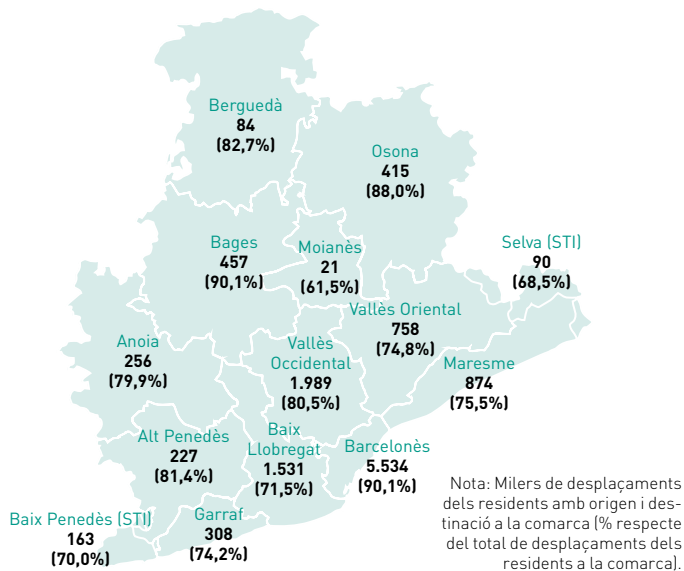 Berguedà
84
(82,7%)
Osona
415
(88,0%)
Bages
457
(90,1%)
Moianès
21
(61,5%)
Selva (STI)
90
(68,5%)
Vallès Oriental
758
(74,8%)
Anoia
256
(79,9%)
Vallès
Occidental
1.989
(80,5%)
Maresme
874
(75,5%)
Alt Penedès
227
(81,4%)
Baix
Llobregat
1.531
(71,5%)
Barcelonès
5.534
(90,1%)
Baix Penedès (STI)
163
(70,0%)
Garraf
308
(74,2%)
Nota: Milers de desplaçaments
dels residents amb origen i des-
tinació a la comarca (% respecte
del total de desplaçaments dels
residents a la comarca).